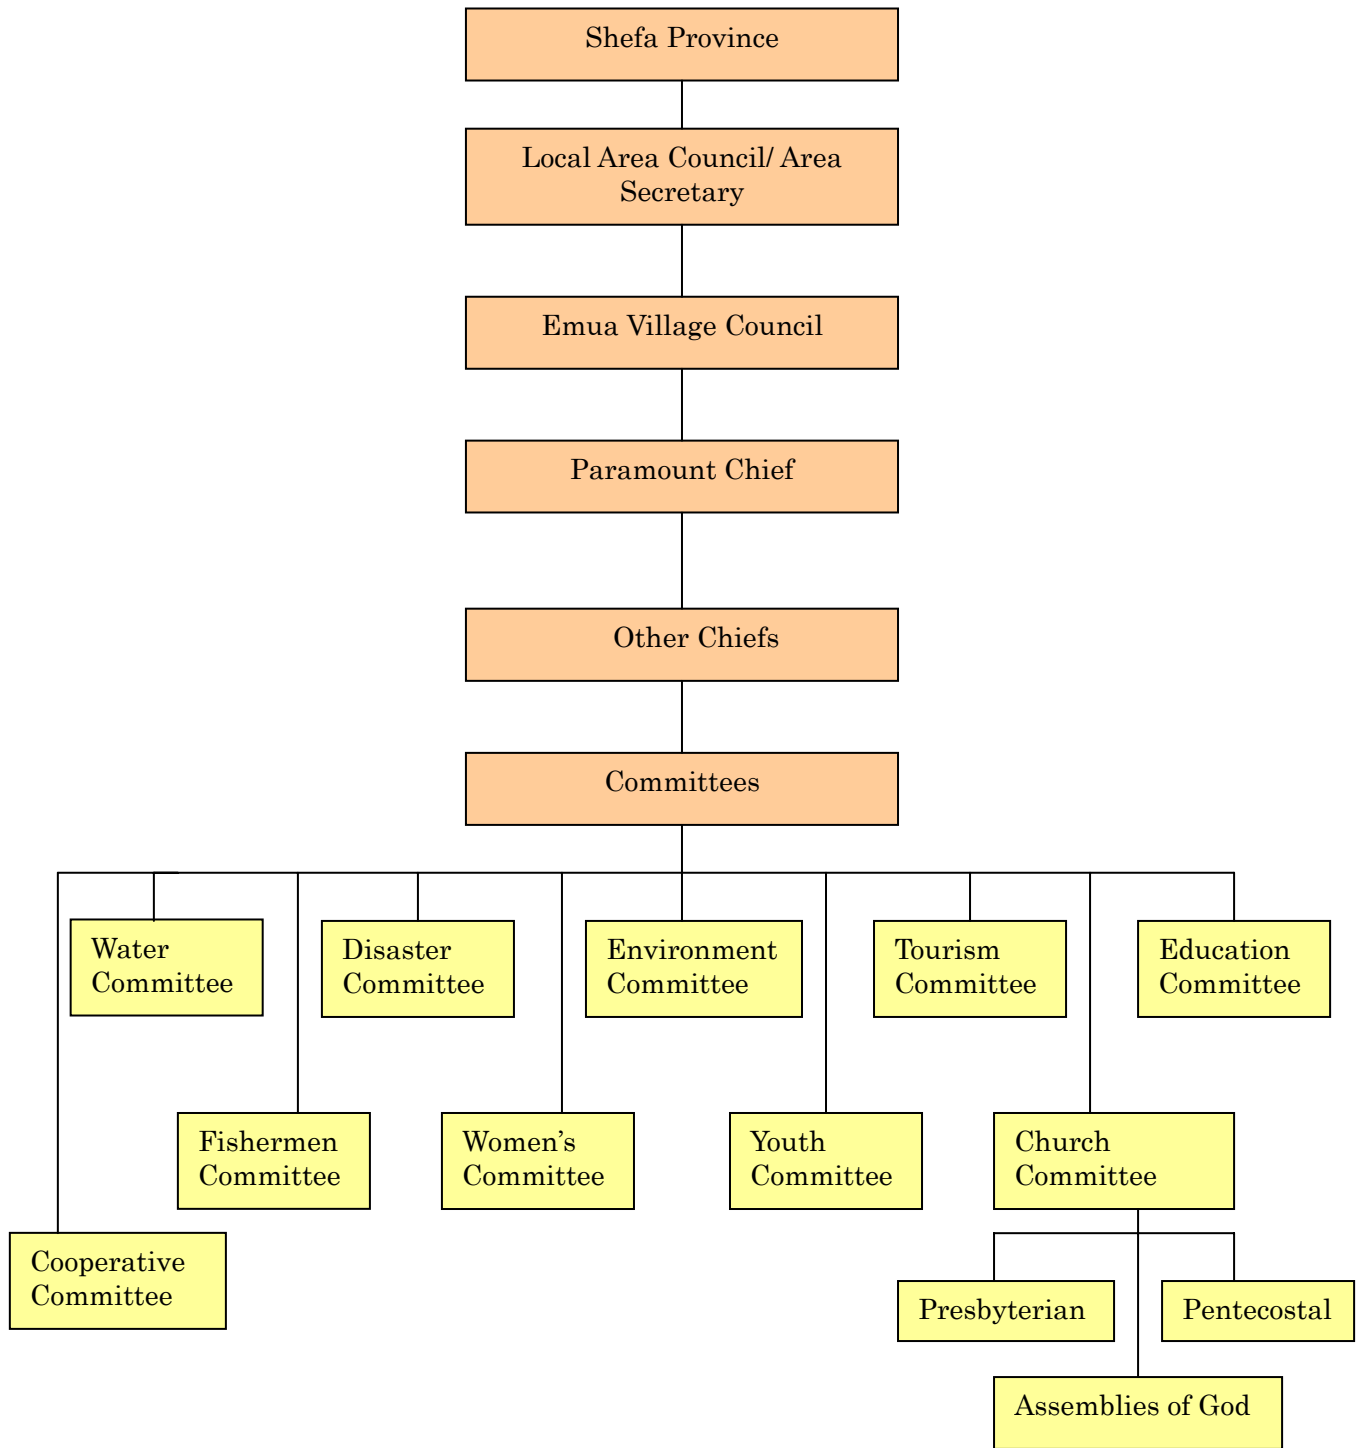 Shefa Province
Local Area Council/ Area
Secretary
Emua Village Council
Paramount Chief
Other Chiefs
Committees
Water
Committee
Disaster
Committee
Environment
Committee
Tourism
Committee
Education
Committee
Fishermen
Committee
Women's
Committee
Youth
Committee
Church
Committee
Cooperative
Committee
Presbyterian
Pentecostal
Assemblies of God